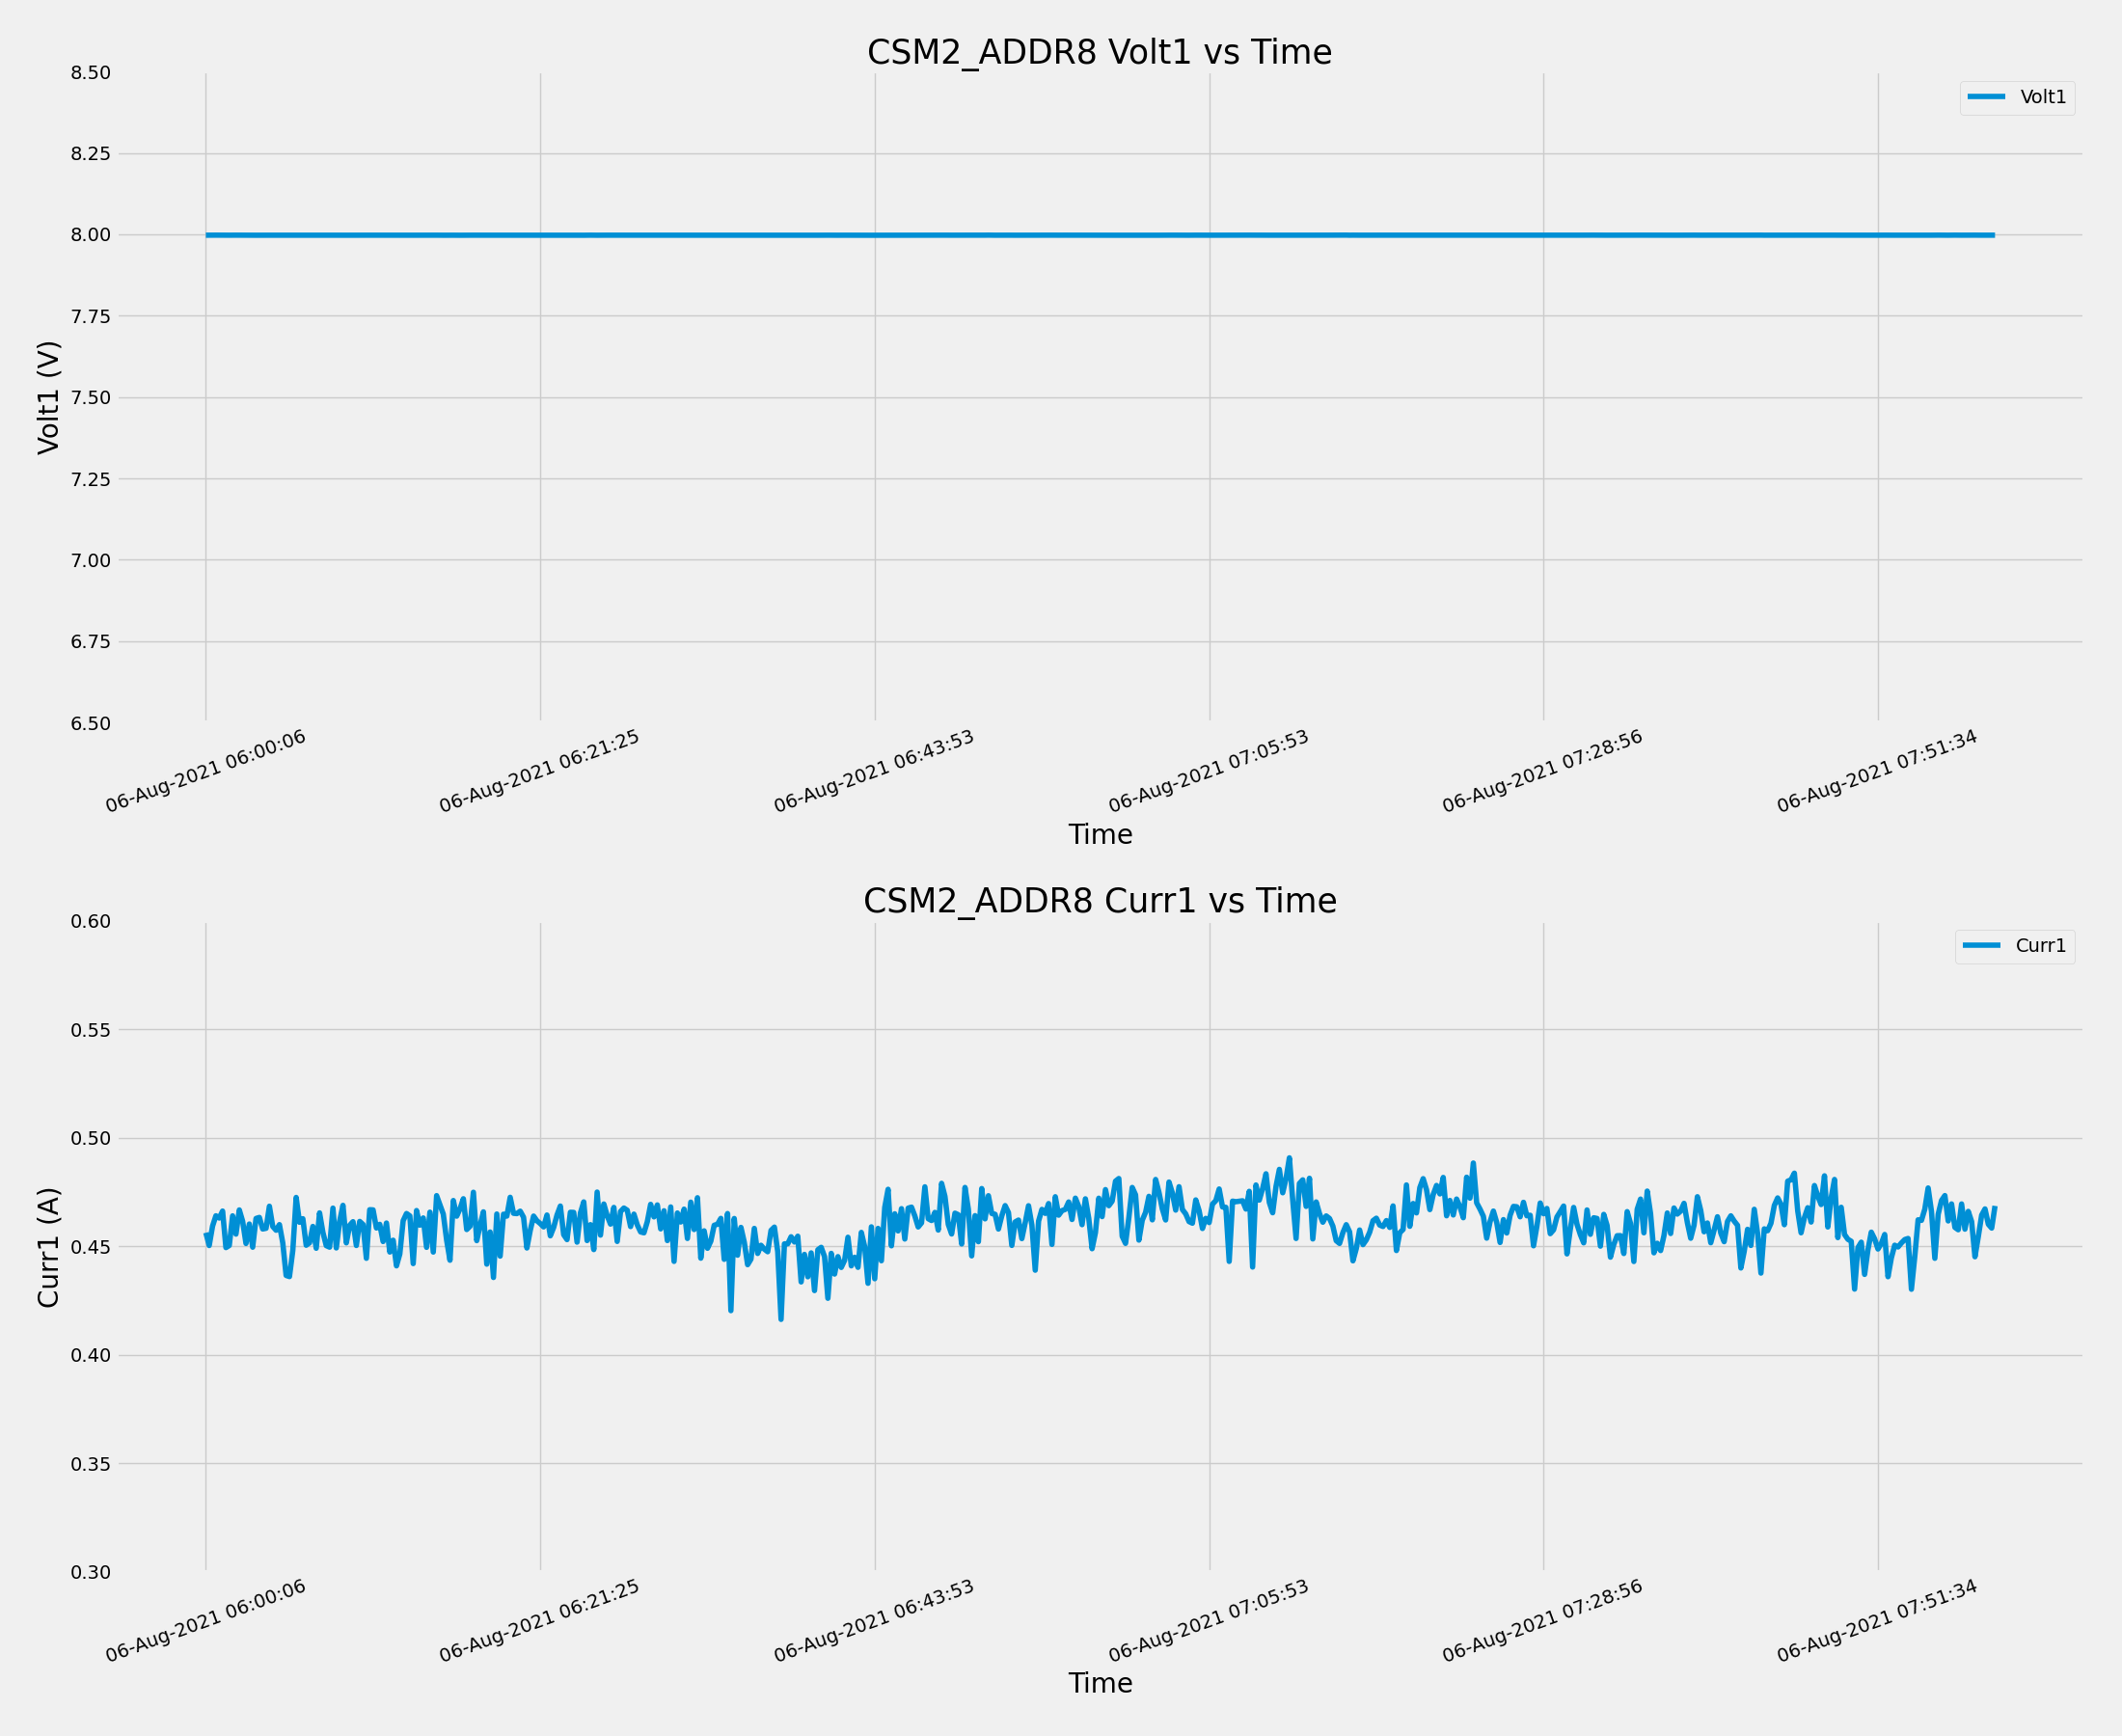 CSM2_ADDR8 Volt1 vs Time
Volt1
8.50
8.25
8.00
7.75
7.50
7.25
7.00
6.75
6.50
Volt1 (V)
06-Aug-2021 06:00:06
06-Aug-2021 06:21:25
06-Aug-2021 06:43:53
06-Aug-2021 07:05:53
06-Aug-2021 07:28:56
06-Aug-2021 07:51:34
Time
CSM2_ADDR8 Curr1 vs Time
Curr1
0.60
0.55
0.50
0.45
0.40
0.35
0.30
Curr1 (A)
06-Aug-2021 06:00:06
06-Aug-2021 06:21:25
06-Aug-2021 06:43:53
06-Aug-2021 07:05:53
06-Aug-2021 07:28:56
06-Aug-2021 07:51:34
Time